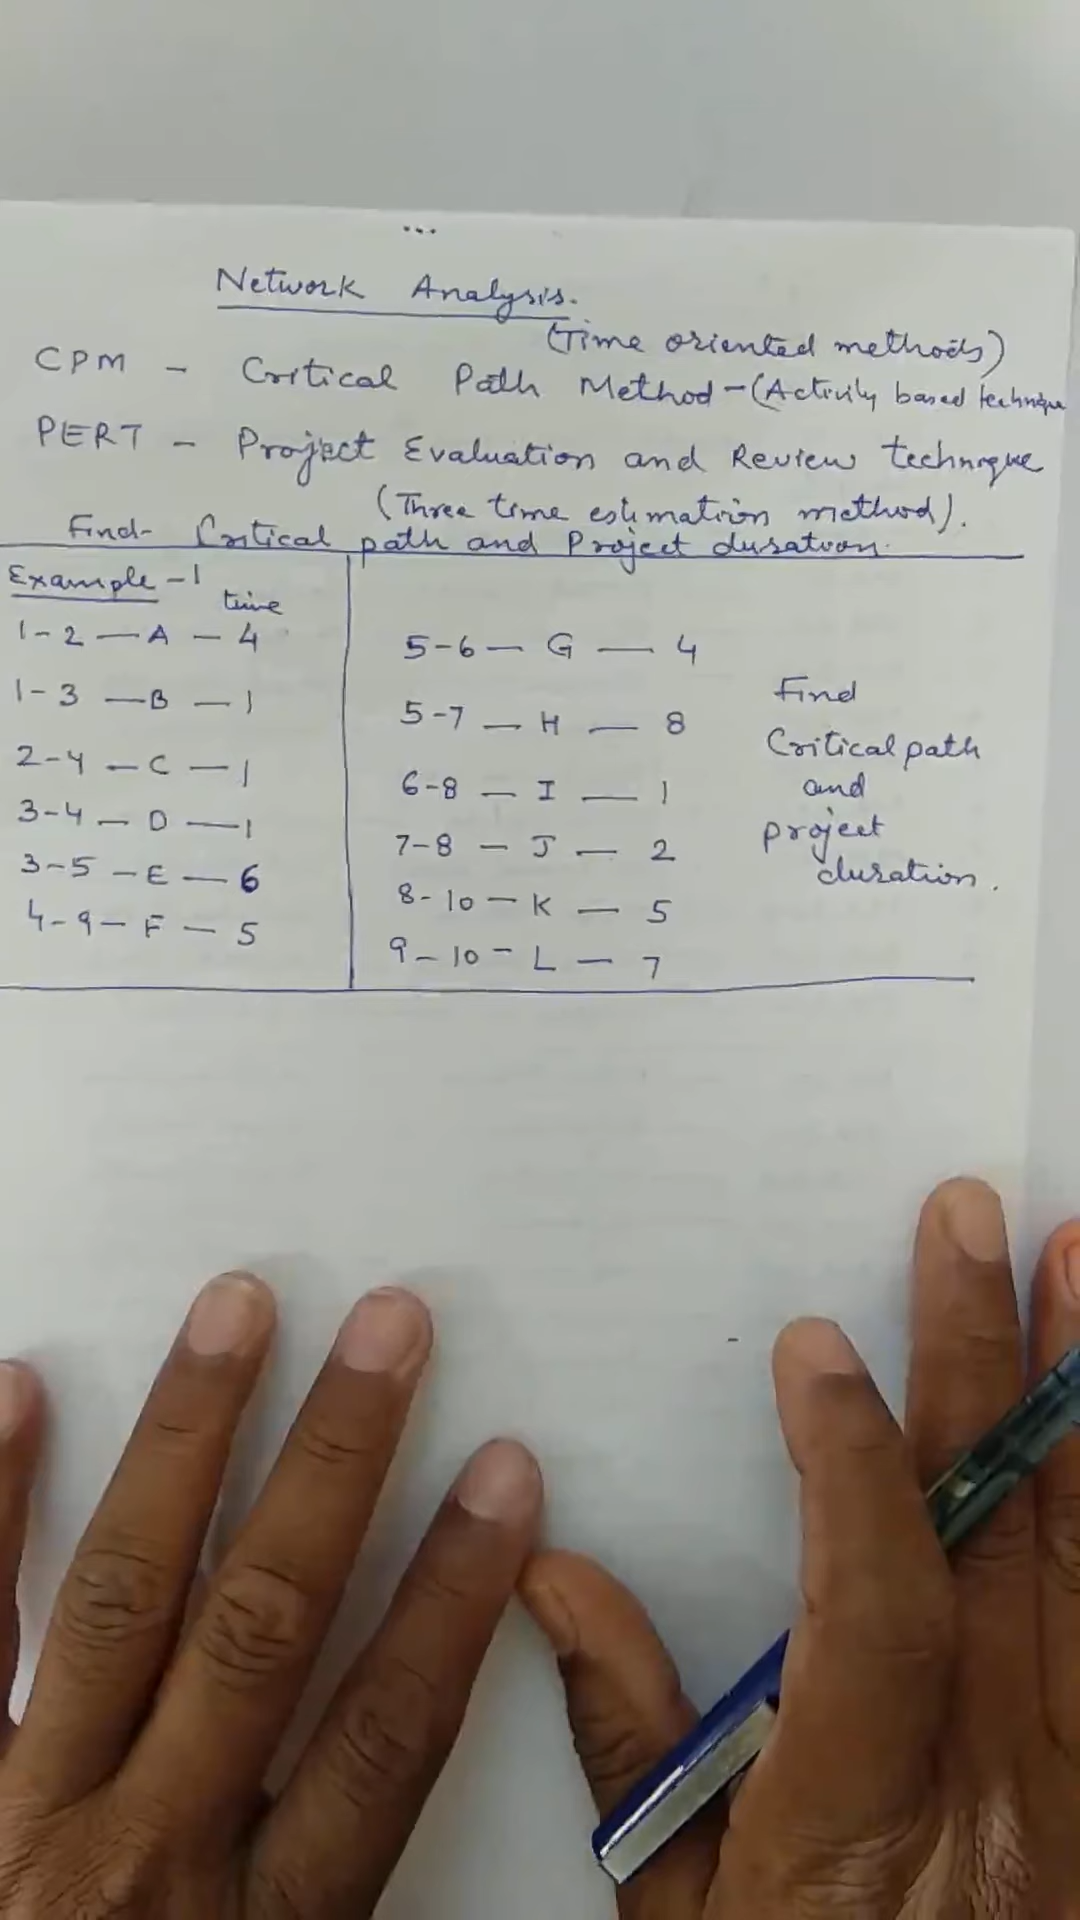 Network Analysis.
(Time oriented methods)
CPM - Critical Path Method - (Activity based technique
PERT - Project Evaluation and Review technique
(Three time estimation method).
Find- Critical path and Project duration.
Example -1
time
1-2 — A - 4
1-3 — B — 1
2-4 — C — 1
3-4 — D — 1
3-5 — E — 6
4-9 — F — 5
5-6 — G — 4
5-7 — H — 8
6-8 — I — 1
7-8 — J — 2
8-10 — K — 5
9-10 - L — 7
Find
Critical path
and
project
duration.